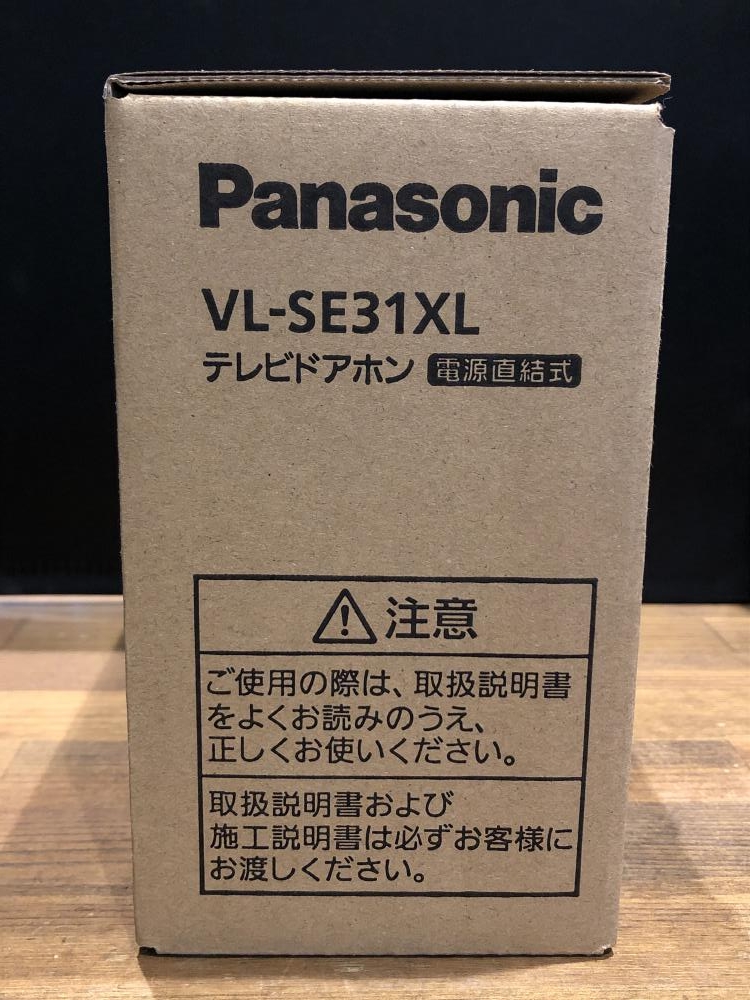 Panasonic
VL-SE31XL
テレビドアホン 電源直結式
注意
ご使用の際は、取扱説明書
をよくお読みのうえ、
正しくお使いください。
取扱説明書および
施工説明書は必ずお客様に
お渡しください。